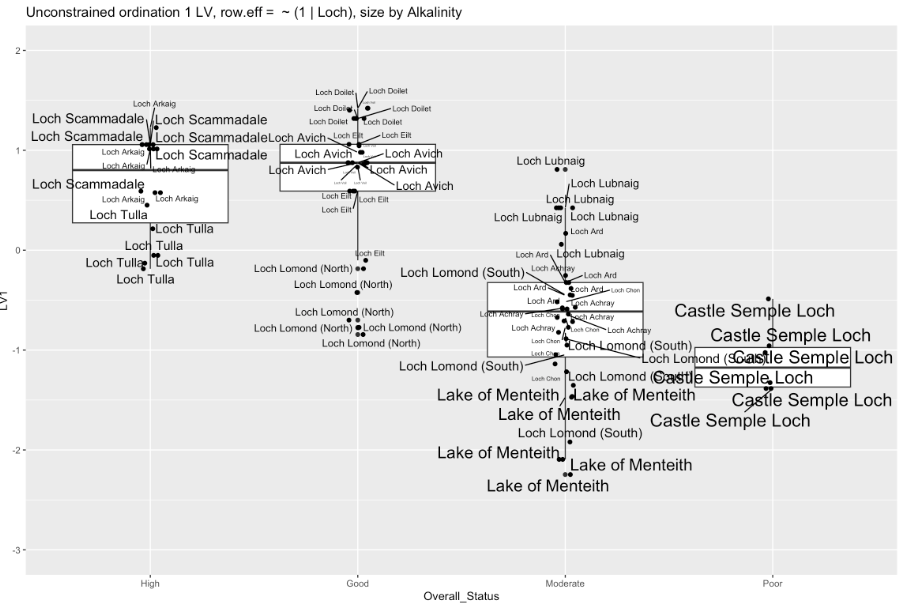 Unconstrained ordination 1 LV, row.eff = ~ (1 | Loch), size by Alkalinity
2
Loch Doilet
Loch Doilet
Loch Arkaig
Loch Doilet
Loch Doilet
Loch Scammadale
Loch Scammadale
Loch Doilet
Loch Doilet
Loch Scammadale
Loch Scammadale
Loch Avich
Loch Eilt
Loch Eilt
1
Loch Arkaig
Loch Scammadale
Loch Avich
Loch Avich
Loch Lubnaig
Loch Arkaig
Loch Arkaig
Loch Avich
Loch Avich
Loch Scammadale
Loch Avich
Loch Lubnaig
Loch Arkaig
Loch Arkaig
Loch Eilt
Loch Eilt
Loch Lubnaig
Loch Tulla
Loch Eilt
Loch Lubnaig
Loch Lubnaig
Loch Tulla
Loch Ard
0
Loch Tulla
Loch Eilt
Loch Ard
Loch Lubnaig
Loch Tulla
Loch Tulla
Loch Lomond (North)
Loch Lomond (South)
Loch Achray
Loch Tulla
Loch Lomond (North)
Loch Ard
Loch Ard
Loch Ard
Loch Chon
Loch Ard
Loch Achray
Castle Semple Loch
Loch Lomond (North)
Loch Achray
Loch Chon
Loch Lomond (North)
Loch Lomond (North)
Loch Achray
Loch Achray
Castle Semple Loch
Loch Lomond (North)
Loch Chon
Loch Lomond (South)
-1
Loch Chon
Loch Lomond (South)
Castle Semple Loch
Loch Lomond (South)
Loch Chon
Loch Lomond (South)
Castle Semple Loch
Lake of Menteith
Lake of Menteith
Castle Semple Loch
Lake of Menteith
Castle Semple Loch
Loch Lomond (South)
-2
Lake of Menteith
Lake of Menteith
Lake of Menteith
-3
High
Good
Moderate
Poor
Overall_Status
LV1